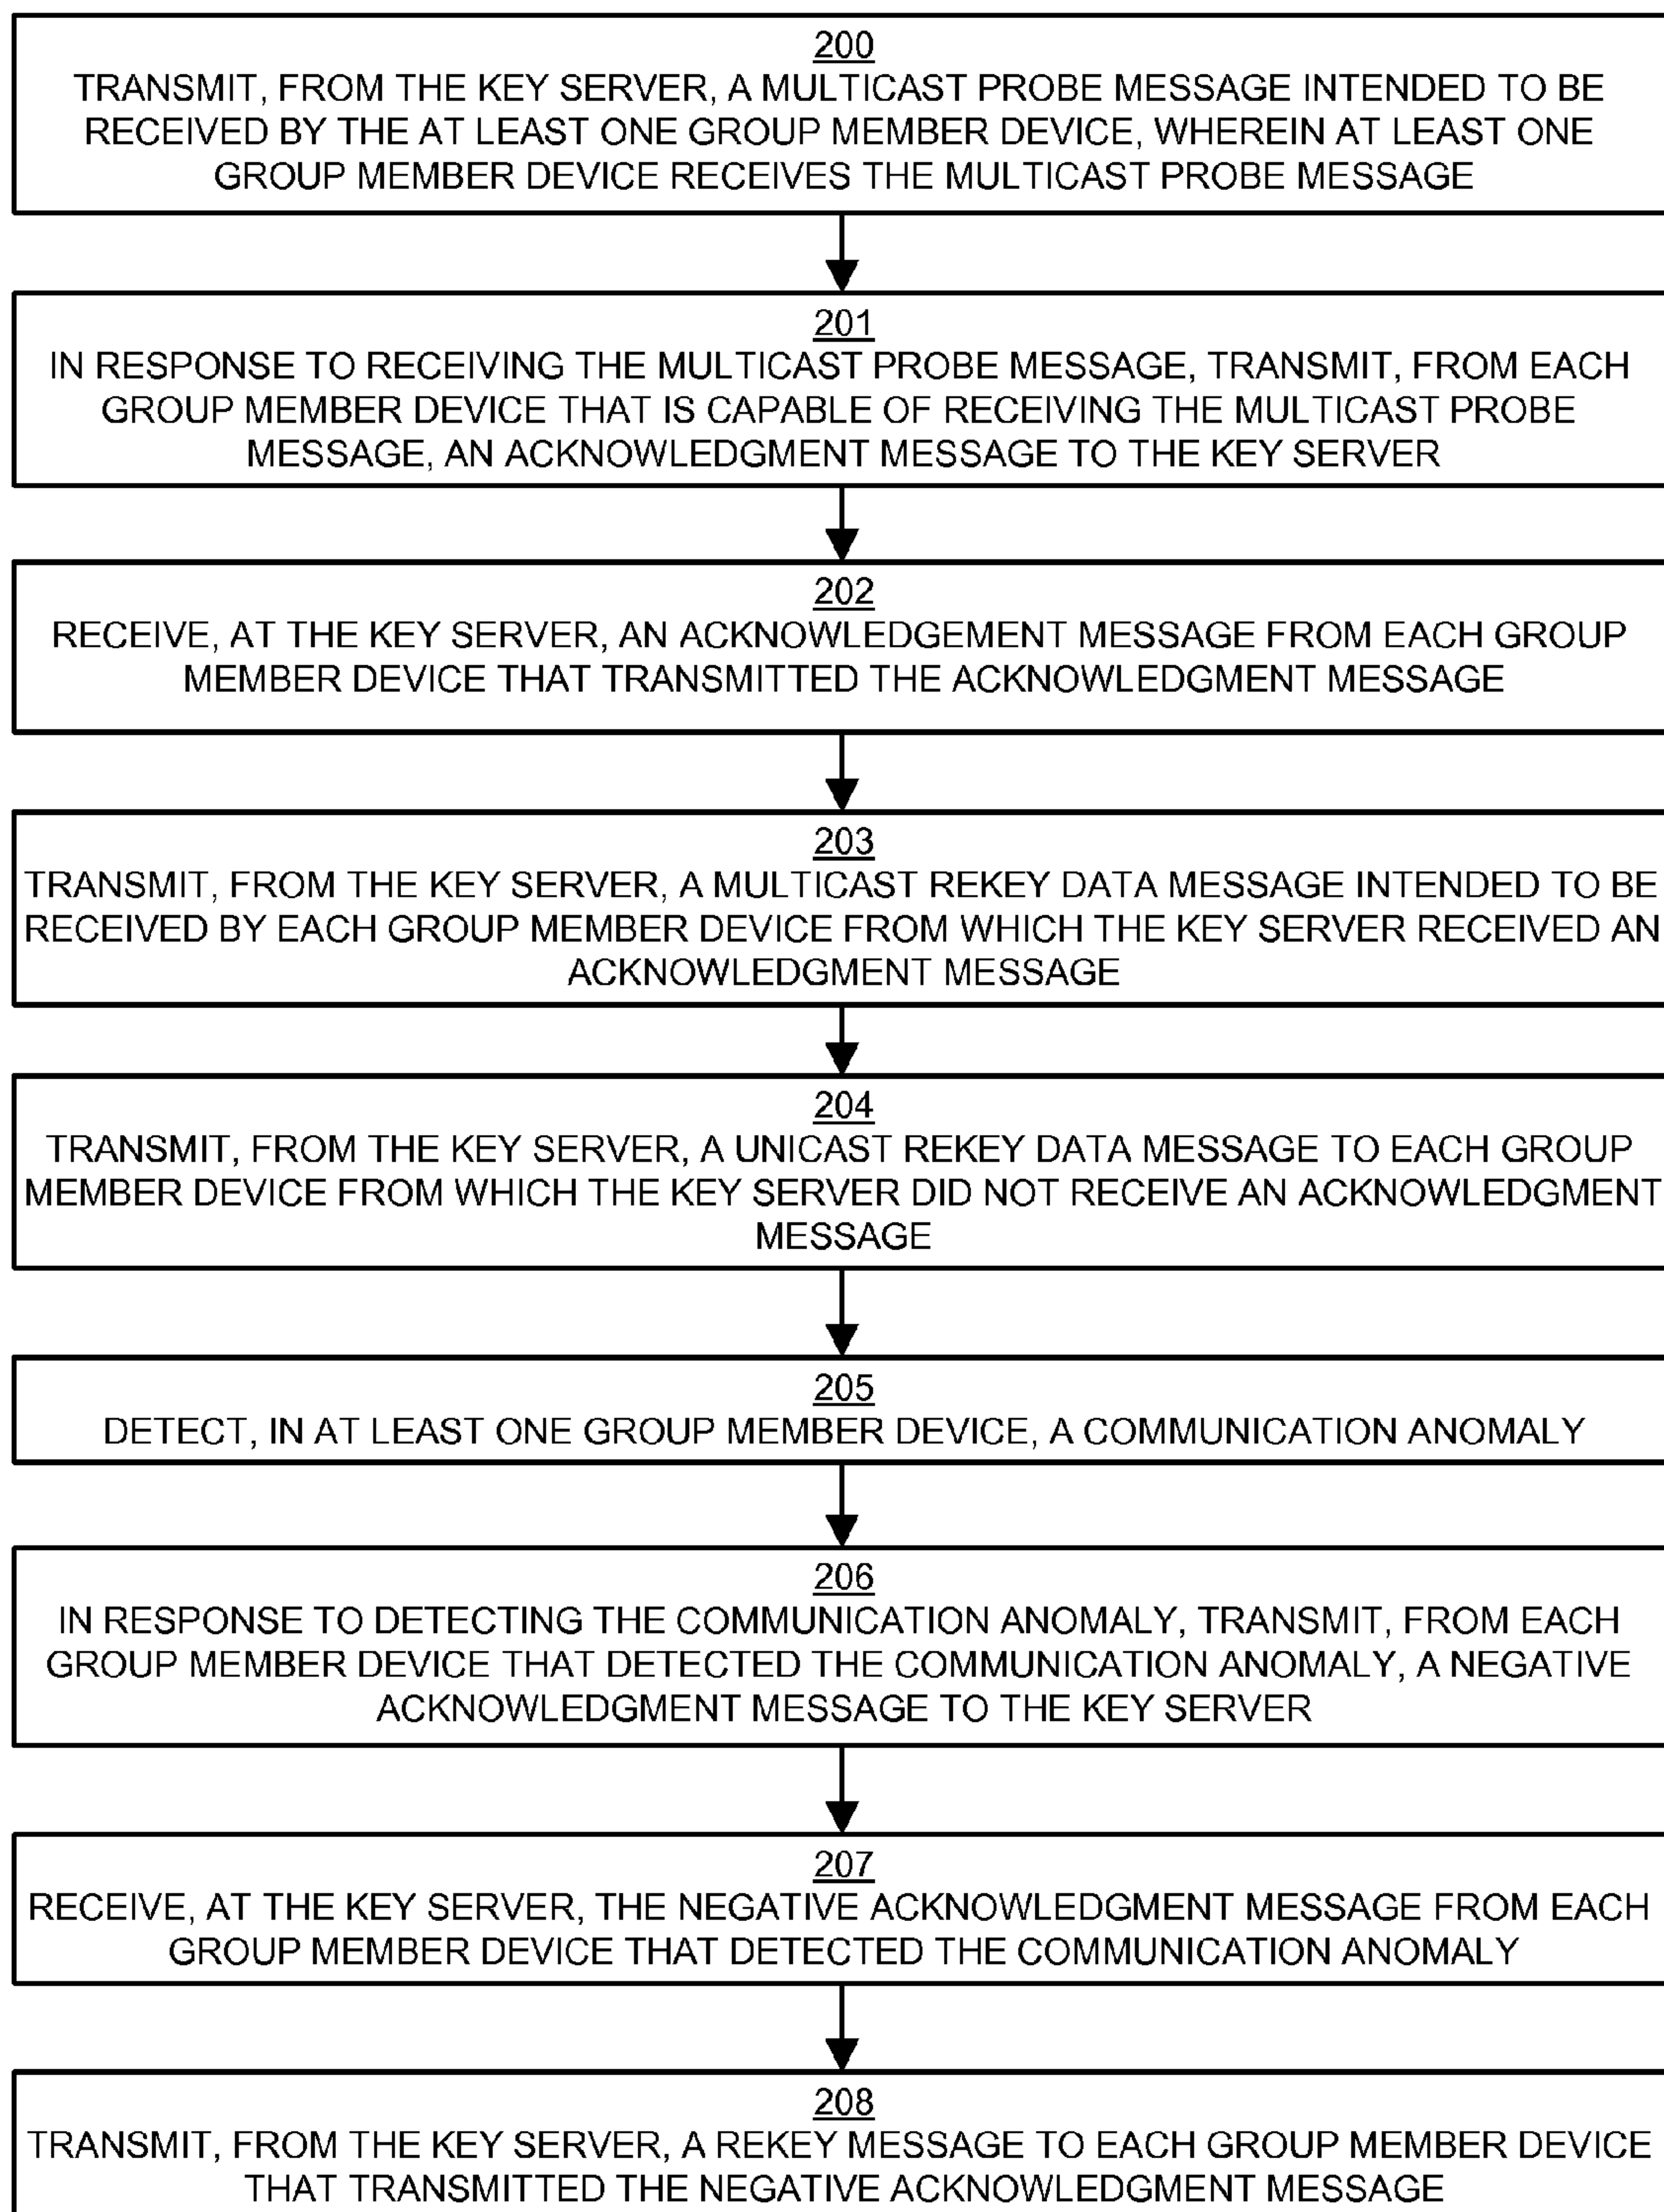 200
TRANSMIT, FROM THE KEY SERVER, A MULTICAST PROBE MESSAGE INTENDED TO BE
RECEIVED BY THE AT LEAST ONE GROUP MEMBER DEVICE, WHEREIN AT LEAST ONE
GROUP MEMBER DEVICE RECEIVES THE MULTICAST PROBE MESSAGE
201
IN RESPONSE TO RECEIVING THE MULTICAST PROBE MESSAGE, TRANSMIT, FROM EACH
GROUP MEMBER DEVICE THAT IS CAPABLE OF RECEIVING THE MULTICAST PROBE
MESSAGE, AN ACKNOWLEDGMENT MESSAGE TO THE KEY SERVER
202
RECEIVE, AT THE KEY SERVER, AN ACKNOWLEDGEMENT MESSAGE FROM EACH GROUP
MEMBER DEVICE THAT TRANSMITTED THE ACKNOWLEDGMENT MESSAGE
203
TRANSMIT, FROM THE KEY SERVER, A MULTICAST REKEY DATA MESSAGE INTENDED TO BE
RECEIVED BY EACH GROUP MEMBER DEVICE FROM WHICH THE KEY SERVER RECEIVED AN
ACKNOWLEDGMENT MESSAGE
204
TRANSMIT, FROM THE KEY SERVER, A UNICAST REKEY DATA MESSAGE TO EACH GROUP
MEMBER DEVICE FROM WHICH THE KEY SERVER DID NOT RECEIVE AN ACKNOWLEDGMENT
MESSAGE
205
DETECT, IN AT LEAST ONE GROUP MEMBER DEVICE, A COMMUNICATION ANOMALY
206
IN RESPONSE TO DETECTING THE COMMUNICATION ANOMALY, TRANSMIT, FROM EACH
GROUP MEMBER DEVICE THAT DETECTED THE COMMUNICATION ANOMALY, A NEGATIVE
ACKNOWLEDGMENT MESSAGE TO THE KEY SERVER
207
RECEIVE, AT THE KEY SERVER, THE NEGATIVE ACKNOWLEDGMENT MESSAGE FROM EACH
GROUP MEMBER DEVICE THAT DETECTED THE COMMUNICATION ANOMALY
208
TRANSMIT, FROM THE KEY SERVER, A REKEY MESSAGE TO EACH GROUP MEMBER DEVICE
THAT TRANSMITTED THE NEGATIVE ACKNOWLEDGMENT MESSAGE